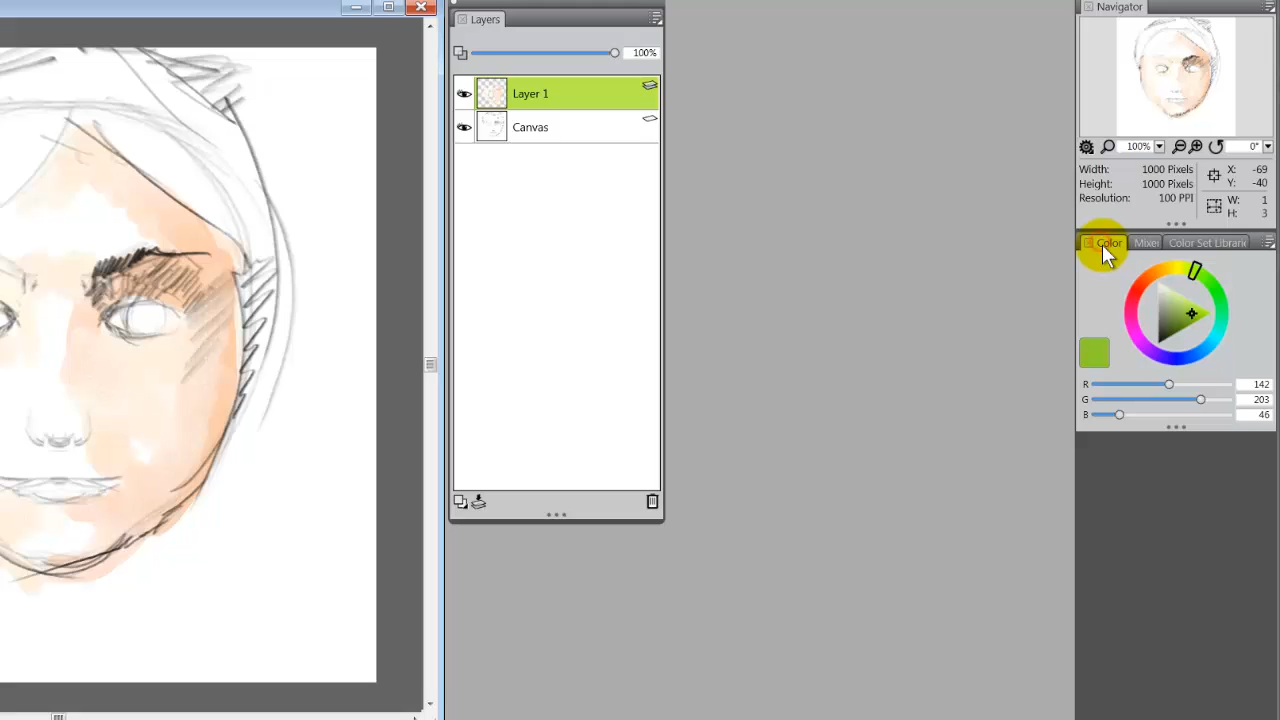 Layers
100%
Layer 1
Canvas
Navigator
100%
0°
Width: 1000 Pixels
Height: 1000 Pixels
Resolution: 100 PPI
X: -69
Y: -40
W: 1
H: 3
Color
Mixer
Color Set Librarie
R 142
G 203
B 46